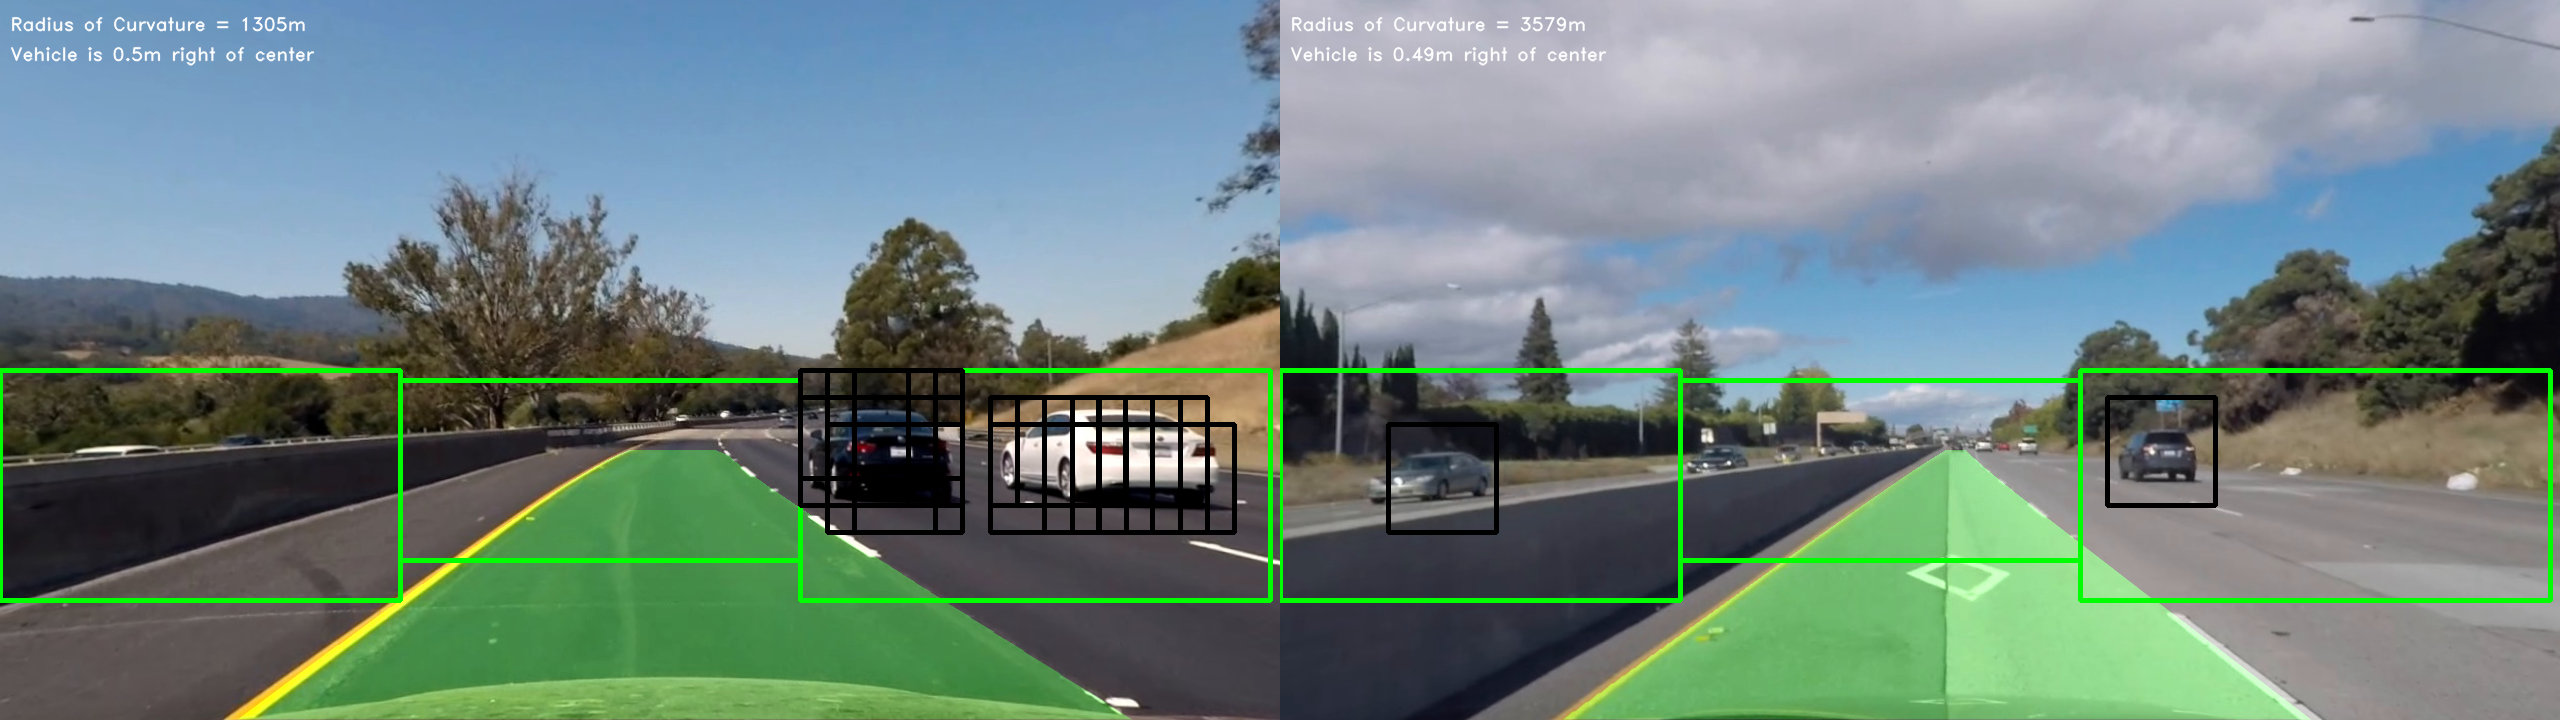 Radius of Curvature = 1305m
Vehicle is 0.5m right of center
Radius of Curvature = 3579m
Vehicle is 0.49m right of center